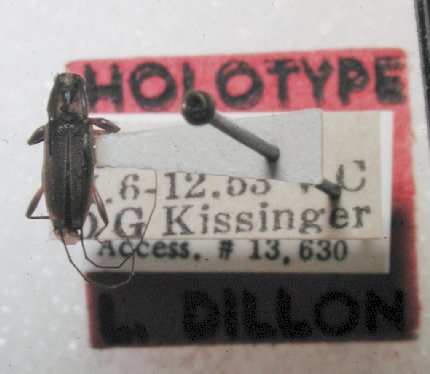 HOLOTYPE
.6-12.53 C
D G Kissinger
Access. # 13,630
L. DILLON